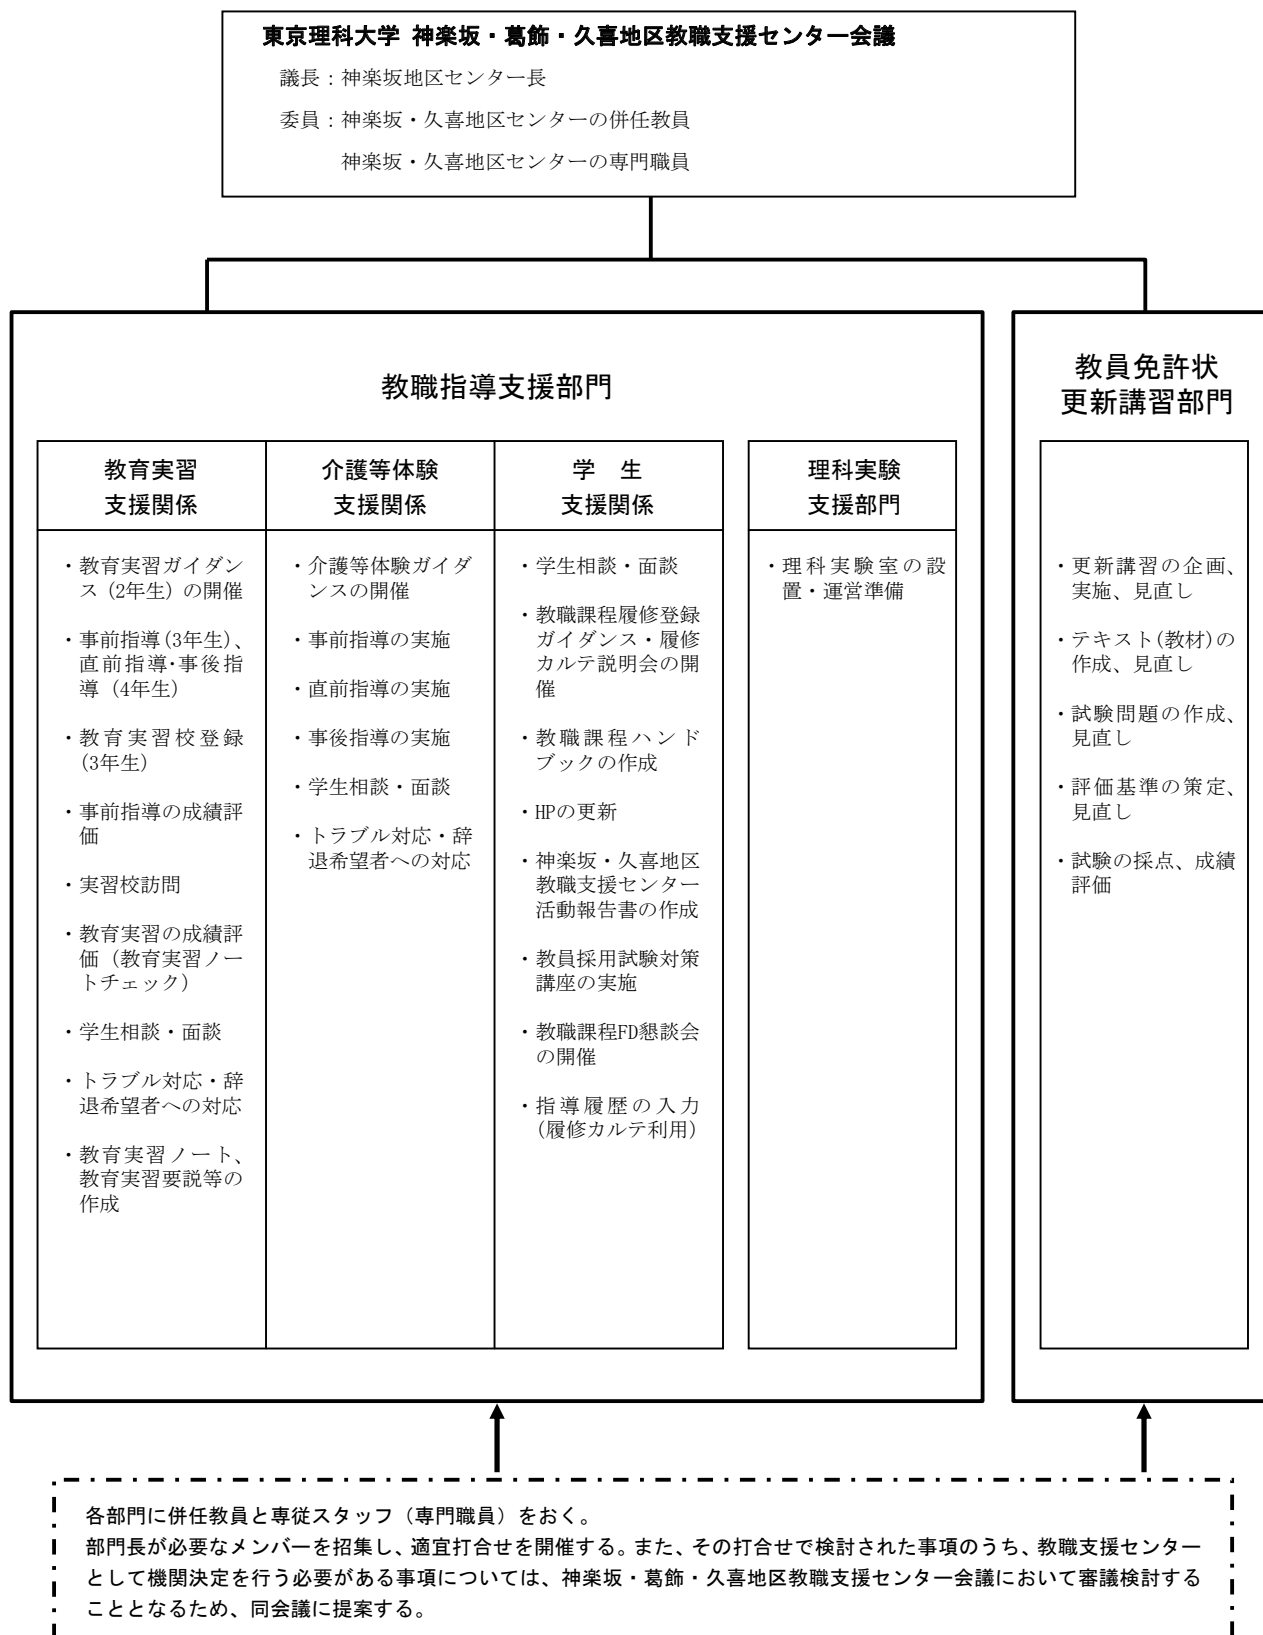 東京理科大学 神楽坂・葛飾・久喜地区教職支援センター会議
議長：神楽坂地区センター長
委員：神楽坂・久喜地区センターの併任教員
神楽坂・久喜地区センターの専門職員
教職指導支援部門
教育実習
支援関係
・教育実習ガイダン
ス（2年生）の開催
・事前指導(3年生)、
直前指導･事後指
導（4年生）
・教育実習校登録
(3年生)
・事前指導の成績評
価
・実習校訪問
・教育実習の成績評
価（教育実習ノー
トチェック）
・学生相談・面談
・トラブル対応・辞
退希望者への対応
・教育実習ノート、
教育実習要説等の
作成
介護等体験
支援関係
・介護等体験ガイダ
ンスの開催
・事前指導の実施
・直前指導の実施
・事後指導の実施
・学生相談・面談
・トラブル対応・辞
退希望者への対応
学　生
支援関係
・学生相談・面談
・教職課程履修登録
ガイダンス・履修
カルテ説明会の開
催
・教職課程ハンド
ブックの作成
・HPの更新
・神楽坂・久喜地区
教職支援センター
活動報告書の作成
・教員採用試験対策
講座の実施
・教職課程FD懇談会
の開催
・指導履歴の入力
（履修カルテ利用）
理科実験
支援部門
・理科実験室の設
置・運営準備
教員免許状
更新講習部門
・更新講習の企画、
実施、見直し
・テキスト(教材)の
作成、見直し
・試験問題の作成、
見直し
・評価基準の策定、
見直し
・試験の採点、成績
評価
各部門に併任教員と専従スタッフ（専門職員）をおく。
部門長が必要なメンバーを招集し、適宜打合せを開催する。また、その打合せで検討された事項のうち、教職支援センター
として機関決定を行う必要がある事項については、神楽坂・葛飾・久喜地区教職支援センター会議において審議検討する
こととなるため、同会議に提案する。